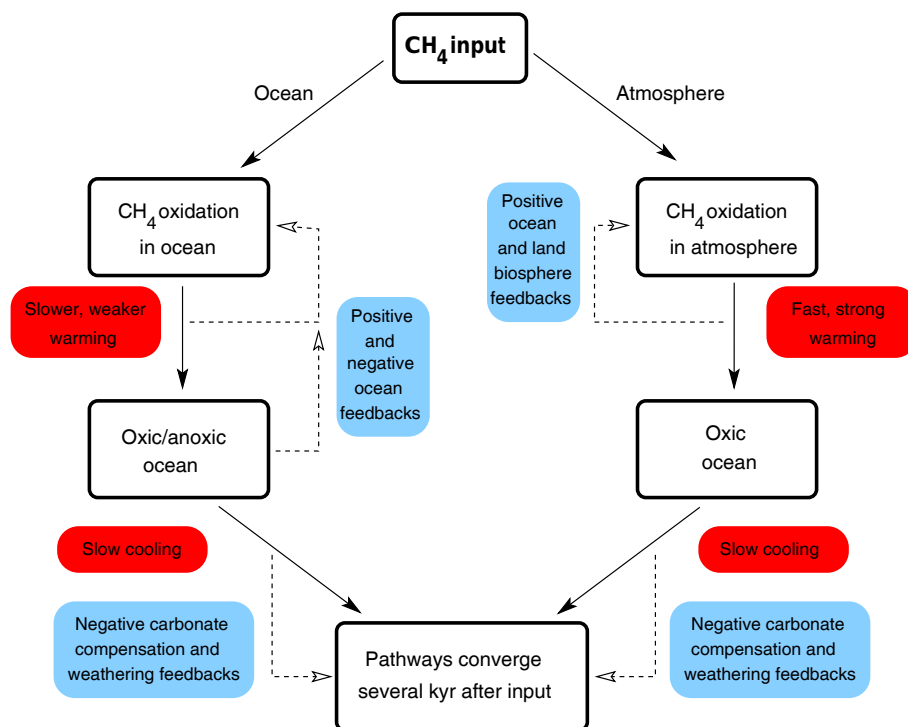 CH4 input
Ocean
Atmosphere
CH4 oxidation
in ocean
Positive
ocean
and land
biosphere
feedbacks
CH4 oxidation
in atmosphere
Slower, weaker
warming
Positive
and
negative
ocean
feedbacks
Fast, strong
warming
Oxic/anoxic
ocean
Oxic
ocean
Slow cooling
Slow cooling
Negative carbonate
compensation and
weathering feedbacks
Pathways converge
several kyr after input
Negative carbonate
compensation and
weathering feedbacks